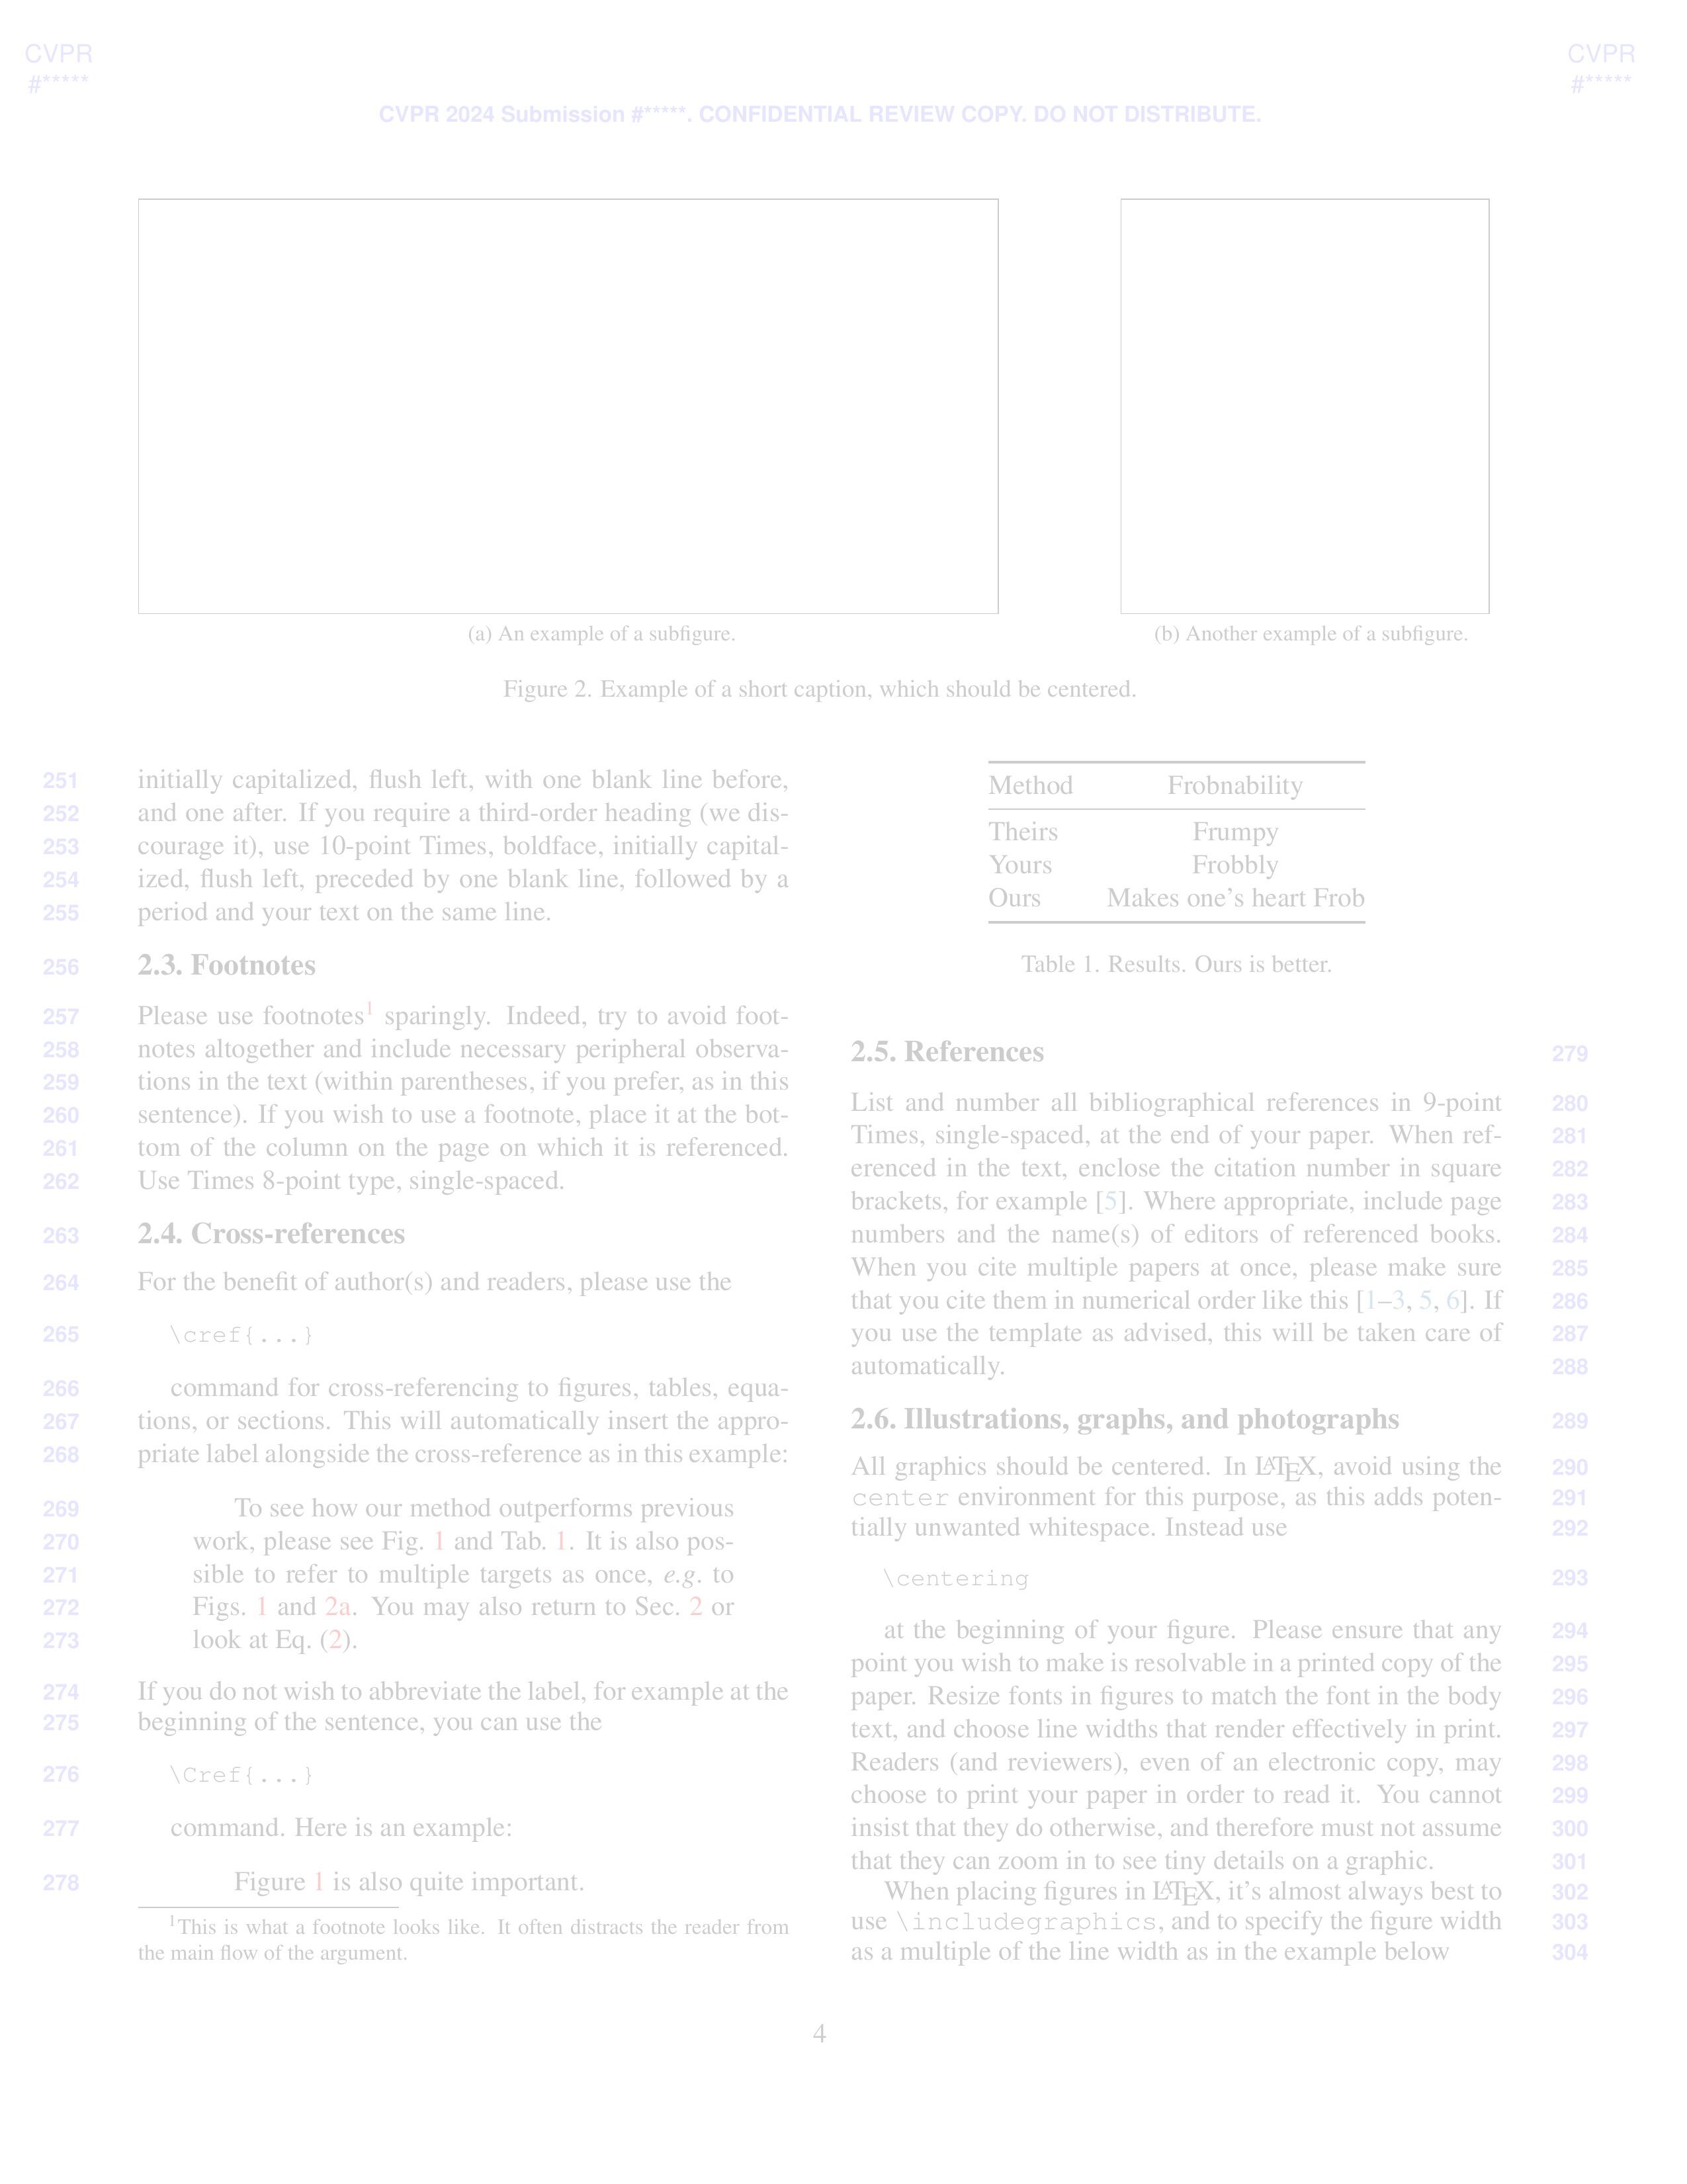 CVPR
#*****
CVPR
#*****
CVPR 2024 Submission #*****. CONFIDENTIAL REVIEW COPY. DO NOT DISTRIBUTE.
(a) An example of a subfigure.
(b) Another example of a subfigure.
Figure 2. Example of a short caption, which should be centered.
251 initially capitalized, flush left, with one blank line before,
252 and one after. If you require a third-order heading (we dis-
253 courage it), use 10-point Times, boldface, initially capital-
254 ized, flush left, preceded by one blank line, followed by a
255 period and your text on the same line.
256 2.3. Footnotes
257 Please use footnotes1 sparingly. Indeed, try to avoid foot-
258 notes altogether and include necessary peripheral observa-
259 tions in the text (within parentheses, if you prefer, as in this
260 sentence). If you wish to use a footnote, place it at the bot-
261 tom of the column on the page on which it is referenced.
262 Use Times 8-point type, single-spaced.
263 2.4. Cross-references
264 For the benefit of author(s) and readers, please use the
265 \cref{...}
266 command for cross-referencing to figures, tables, equa-
267 tions, or sections. This will automatically insert the appro-
268 priate label alongside the cross-reference as in this example:
269 To see how our method outperforms previous
270 work, please see Fig. 1 and Tab. 1. It is also pos-
271 sible to refer to multiple targets as once, e.g. to
272 Figs. 1 and 2a. You may also return to Sec. 2 or
273 look at Eq. (2).
274 If you do not wish to abbreviate the label, for example at the
275 beginning of the sentence, you can use the
276 \Cref{...}
277 command. Here is an example:
278 Figure 1 is also quite important.
1This is what a footnote looks like. It often distracts the reader from
the main flow of the argument.
Method Frobnability
Theirs Frumpy
Yours Frobbly
Ours Makes one's heart Frob
Table 1. Results. Ours is better.
2.5. References 279
List and number all bibliographical references in 9-point 280
Times, single-spaced, at the end of your paper. When ref- 281
erenced in the text, enclose the citation number in square 282
brackets, for example [5]. Where appropriate, include page 283
numbers and the name(s) of editors of referenced books. 284
When you cite multiple papers at once, please make sure 285
that you cite them in numerical order like this [1–3, 5, 6]. If 286
you use the template as advised, this will be taken care of 287
automatically. 288
2.6. Illustrations, graphs, and photographs 289
All graphics should be centered. In LATEX, avoid using the 290
center environment for this purpose, as this adds poten- 291
tially unwanted whitespace. Instead use 292
\centering 293
at the beginning of your figure. Please ensure that any 294
point you wish to make is resolvable in a printed copy of the 295
paper. Resize fonts in figures to match the font in the body 296
text, and choose line widths that render effectively in print. 297
Readers (and reviewers), even of an electronic copy, may 298
choose to print your paper in order to read it. You cannot 299
insist that they do otherwise, and therefore must not assume 300
that they can zoom in to see tiny details on a graphic. 301
When placing figures in LATEX, it's almost always best to 302
use \includegraphics, and to specify the figure width 303
as a multiple of the line width as in the example below 304
4